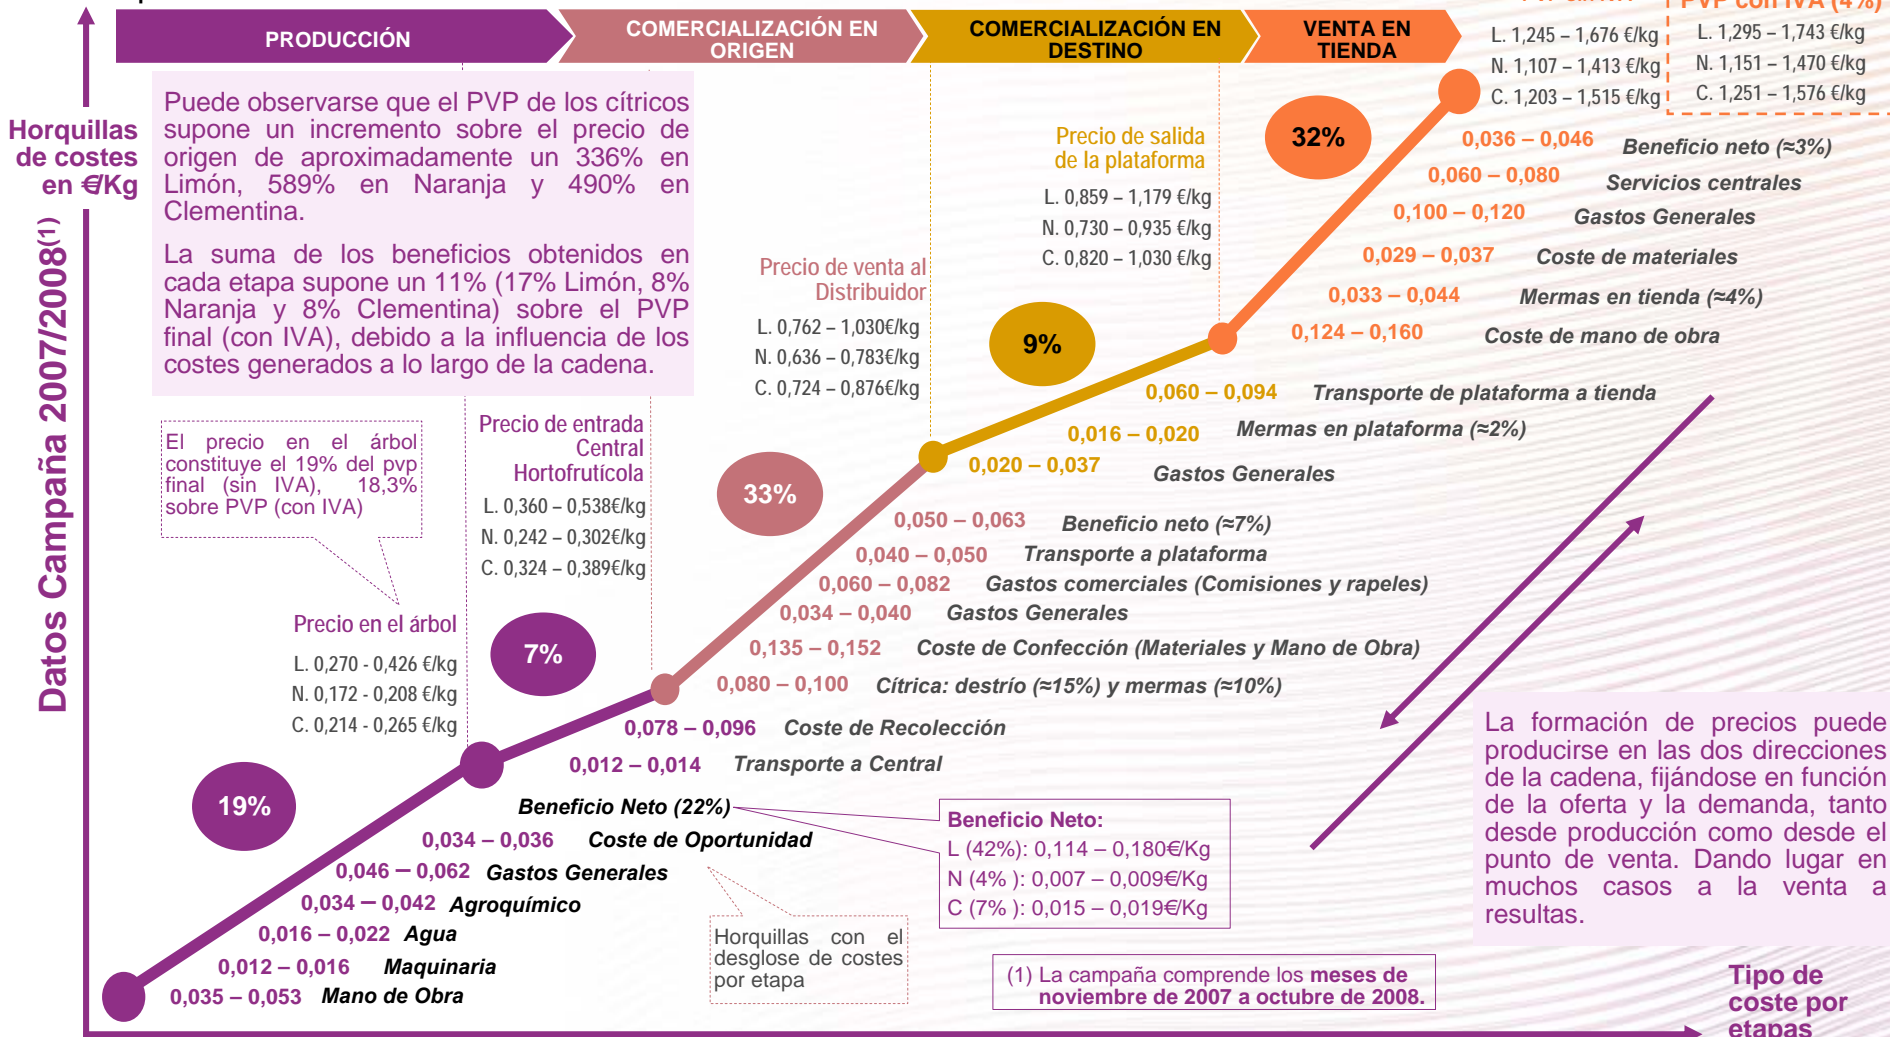 PRODUCCIÓN
COMERCIALIZACIÓN EN
ORIGEN
COMERCIALIZACIÓN EN
DESTINO
VENTA EN
TIENDA
PVP con IVA (4%)
L. 1,245 – 1,676 €/kg
N. 1,107 – 1,413 €/kg
C. 1,203 – 1,515 €/kg
L. 1,295 – 1,743 €/kg
N. 1,151 – 1,470 €/kg
C. 1,251 – 1,576 €/kg
Horquillas
de costes
en €/Kg
Datos Campaña 2007/2008(1)
Puede observarse que el PVP de los cítricos
supone un incremento sobre el precio de
origen de aproximadamente un 336% en
Limón, 589% en Naranja y 490% en
Clementina.
La suma de los beneficios obtenidos en
cada etapa supone un 11% (17% Limón, 8%
Naranja y 8% Clementina) sobre el PVP
final (con IVA), debido a la influencia de los
costes generados a lo largo de la cadena.
Precio de salida
de la plataforma
L. 0,859 – 1,179 €/kg
N. 0,730 – 0,935 €/kg
C. 0,820 – 1,030 €/kg
32%
0,036 – 0,046 Beneficio neto (≈3%)
0,060 – 0,080 Servicios centrales
0,100 – 0,120 Gastos Generales
0,029 – 0,037 Coste de materiales
0,033 – 0,044 Mermas en tienda (≈4%)
0,124 – 0,160 Coste de mano de obra
Precio de venta al
Distribuidor
L. 0,762 – 1,030€/kg
N. 0,636 – 0,783€/kg
C. 0,724 – 0,876€/kg
9%
0,060 – 0,094 Transporte de plataforma a tienda
0,016 – 0,020 Mermas en plataforma (≈2%)
0,020 – 0,037 Gastos Generales
El precio en el árbol
constituye el 19% del pvp
final (sin IVA), 18,3%
sobre PVP (con IVA)
Precio de entrada
Central
Hortofrutícola
L. 0,360 – 0,538€/kg
N. 0,242 – 0,302€/kg
C. 0,324 – 0,389€/kg
33%
0,050 – 0,063 Beneficio neto (≈7%)
0,040 – 0,050 Transporte a plataforma
0,060 – 0,082 Gastos comerciales (Comisiones y rapeles)
0,034 – 0,040 Gastos Generales
0,135 – 0,152 Coste de Confección (Materiales y Mano de Obra)
0,080 – 0,100 Cítrica: destrío (≈15%) y mermas (≈10%)
Precio en el árbol
L. 0,270 - 0,426 €/kg
N. 0,172 - 0,208 €/kg
C. 0,214 - 0,265 €/kg
7%
0,078 – 0,096 Coste de Recolección
0,012 – 0,014 Transporte a Central
19%
Beneficio Neto (22%)
0,034 – 0,036 Coste de Oportunidad
0,046 – 0,062 Gastos Generales
0,034 – 0,042 Agroquímico
0,016 – 0,022 Agua
0,012 – 0,016 Maquinaria
0,035 – 0,053 Mano de Obra
Beneficio Neto:
L (42%): 0,114 – 0,180€/Kg
N (4% ): 0,007 – 0,009€/Kg
C (7% ): 0,015 – 0,019€/Kg
Horquillas con el
desglose de costes
por etapa
La formación de precios puede
producirse en las dos direcciones
de la cadena, fijándose en función
de la oferta y la demanda, tanto
desde producción como desde el
punto de venta. Dando lugar en
muchos casos a la venta a
resultas.
(1) La campaña comprende los meses de
noviembre de 2007 a octubre de 2008.
Tipo de
coste por
etapas